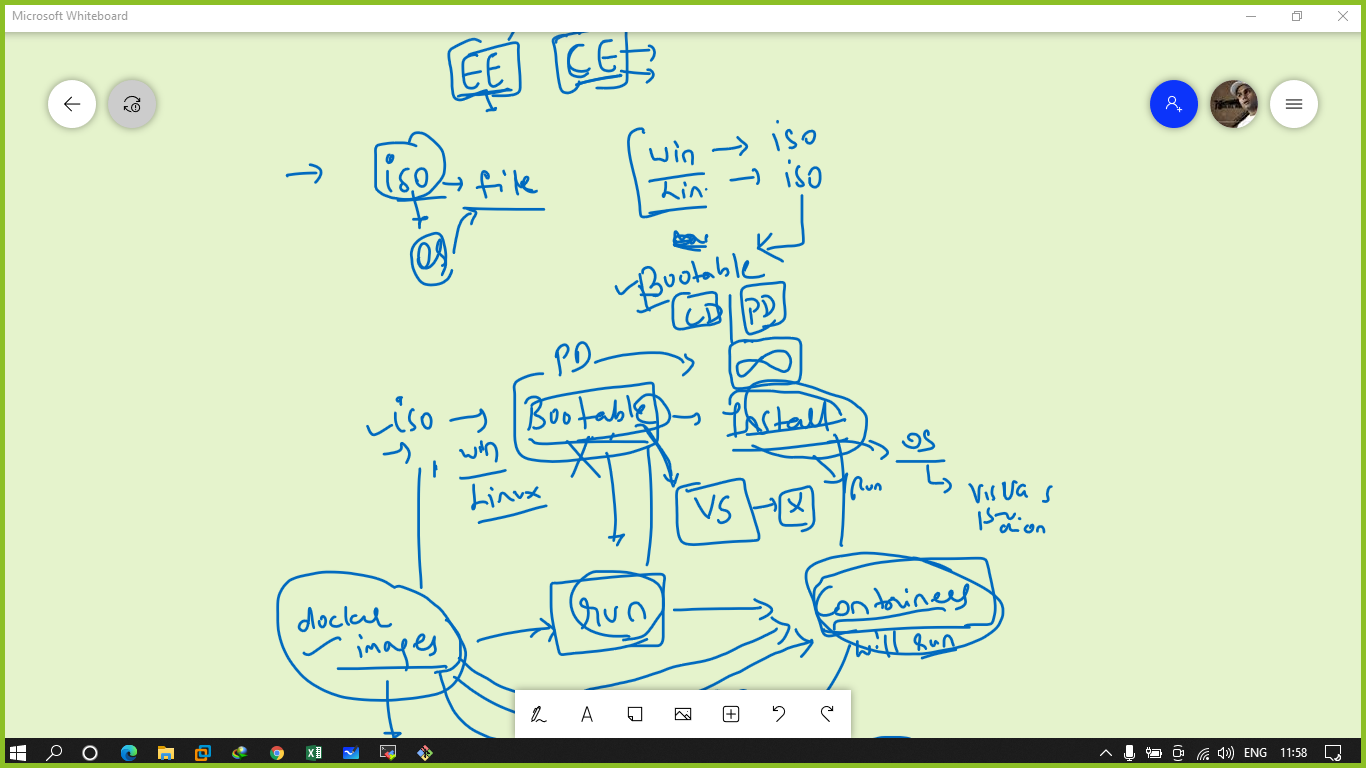 Microsoft Whiteboard
EE CE
iso file
OS
win iso
Lin. iso
Bootable
CD PD
PD
iso Bootable Install
win
Linux
OS
Run
VS X
docker
images
run
Containers
will run
ENG 11:58